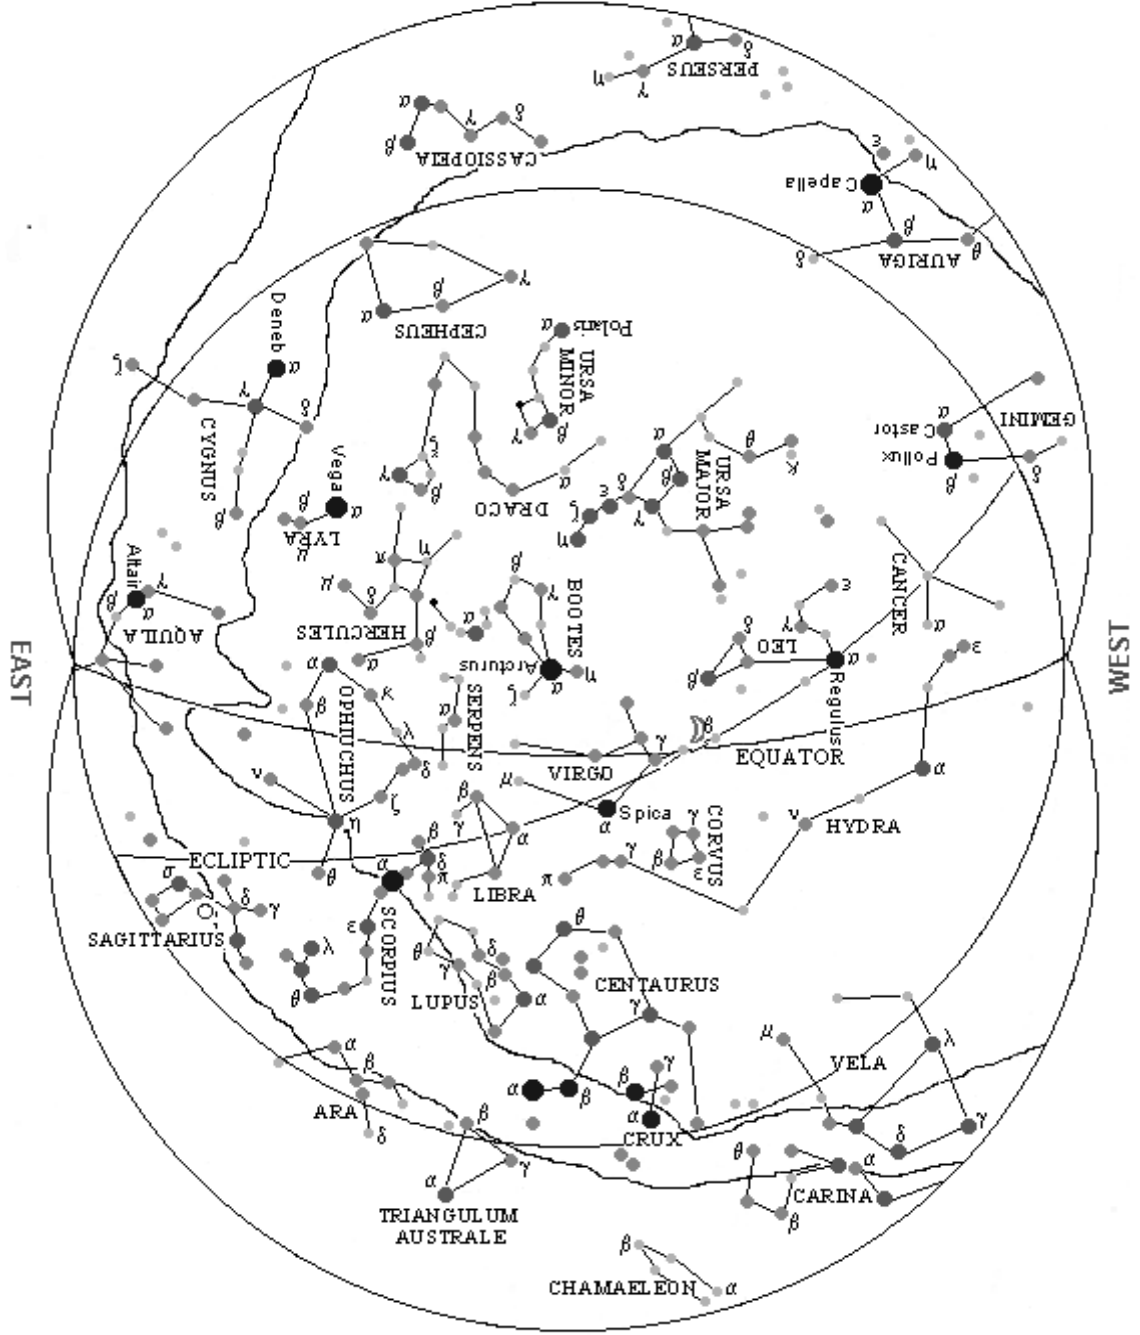 δ
α
PERSEUS
η
γ
α
δ
γ
β
CASSIOPEIA
ε
η
Capella
α
β
θ
AURIGA
δ
γ
β
α
CEPHEUS
α
Polaris
URSA
MINOR
β
γ
Deneb
α
ζ
γ
δ
CYGNUS
β
Vega
α
β
LYRA
μ
ξ
γ
β
DRACO
α
α
θ
κ
URSA
MAJOR
β
δ
ε
γ
ζ
η
GEMINI
α
Castor
Pollux
β
δ
CANCER
α
Altair
γ
β
α
AQUILA
π
η
μ
δ
HERCULES
β
α
β
γ
BOOTES
Arcturus
α
η
ζ
ε
γ
δ
LEO
β
α
Regulus
ε
EAST
WEST
α
β
OPHIUCHUS
κ
λ
δ
ζ
ν
η
θ
SERPENS
α
β
γ
VIRGO
EQUATOR
μ
α
Spica
β
γ
α
LIBRA
γ
β
ε
CORVUS
α
ν
HYDRA
π
γ
ECLIPTIC
β
δ
π
α
SCORPIUS
ε
λ
θ
σ
δ
γ
SAGITTARIUS
θ
γ
δ
β
α
LUPUS
θ
CENTAURUS
γ
α
β
β
γ
α
CRUX
μ
λ
VELA
γ
δ
α
β
ARA
δ
β
γ
α
TRIANGULUM
AUSTRALE
θ
α
CARINA
β
β
CHAMAELEON
α